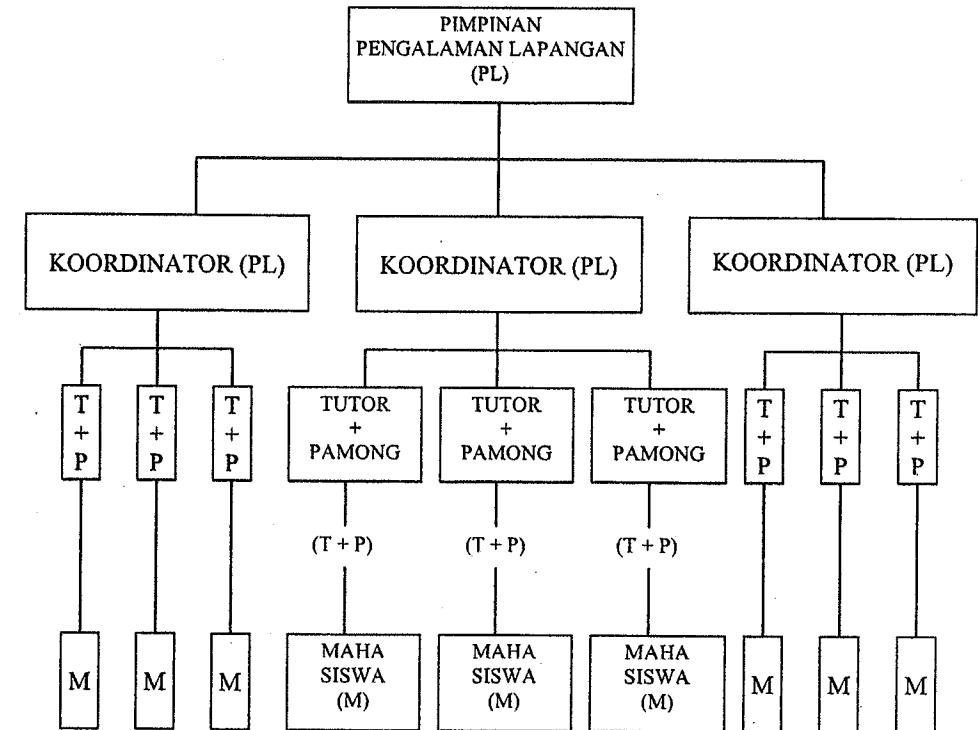 PIMPINAN
PENGALAMAN LAPANGAN
(PL)
KOORDINATOR (PL)
KOORDINATOR (PL)
KOORDINATOR (PL)
T
+
P
T
+
P
T
+
P
TUTOR
+
PAMONG
TUTOR
+
PAMONG
TUTOR
+
PAMONG
T
+
P
T
+
P
T
+
P
(T + P)
(T + P)
(T + P)
M
M
M
MAHA
SISWA
(M)
MAHA
SISWA
(M)
MAHA
SISWA
(M)
M
M
M